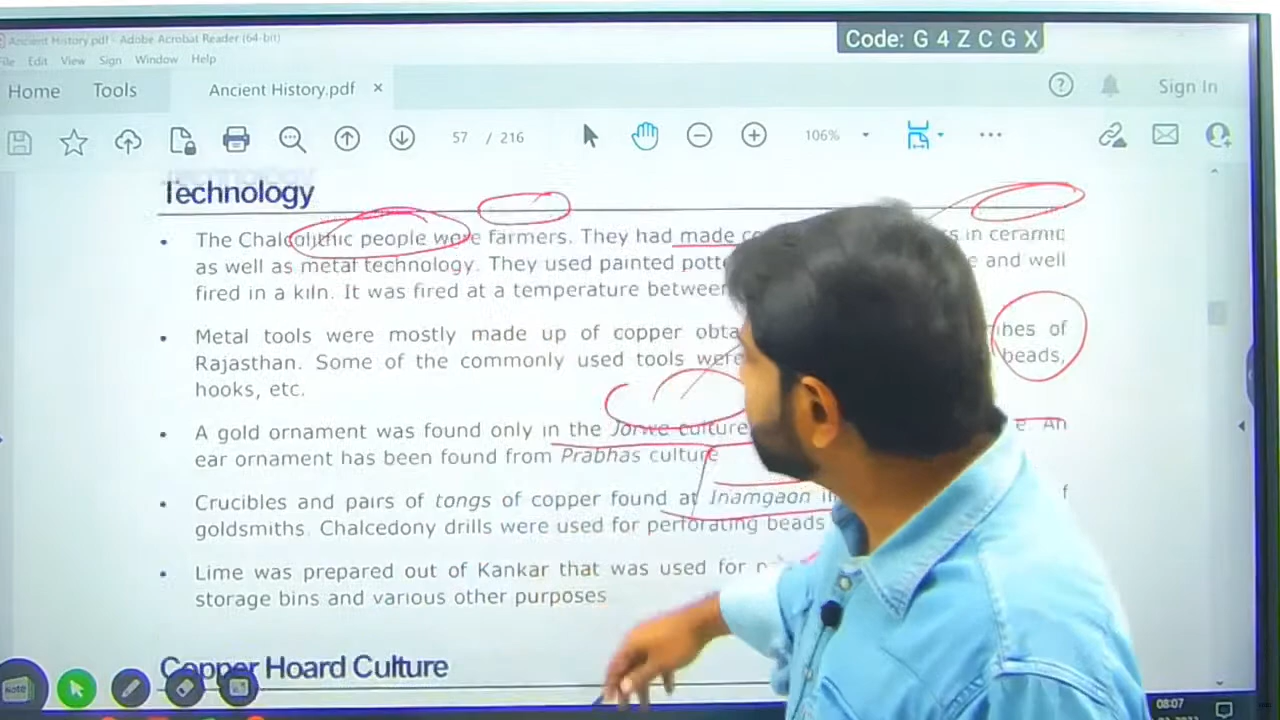 Ancient History.pdf - Adobe Acrobat Reader (64-bit)
Code: G 4 Z C G X
File Edit View Sign Window Help
Home Tools Ancient History.pdf × Sign In
57 / 216 106%
Technology
• The Chalcolithic people were farmers. They had made in ceramic
as well as metal technology. They used painted and well
fired in a kiln. It was fired at a temperature between
• Metal tools were mostly made up of copper of
Rajasthan. Some of the commonly used tools were beads,
hooks, etc.
• A gold ornament was found only in the Jorwe culture An
ear ornament has been found from Prabhas culture
• Crucibles and pairs of tongs of copper found at Inamgaon
goldsmiths. Chalcedony drills were used for perforating beads
• Lime was prepared out of Kankar that was used for
storage bins and various other purposes
Copper Hoard Culture
Note
08:07